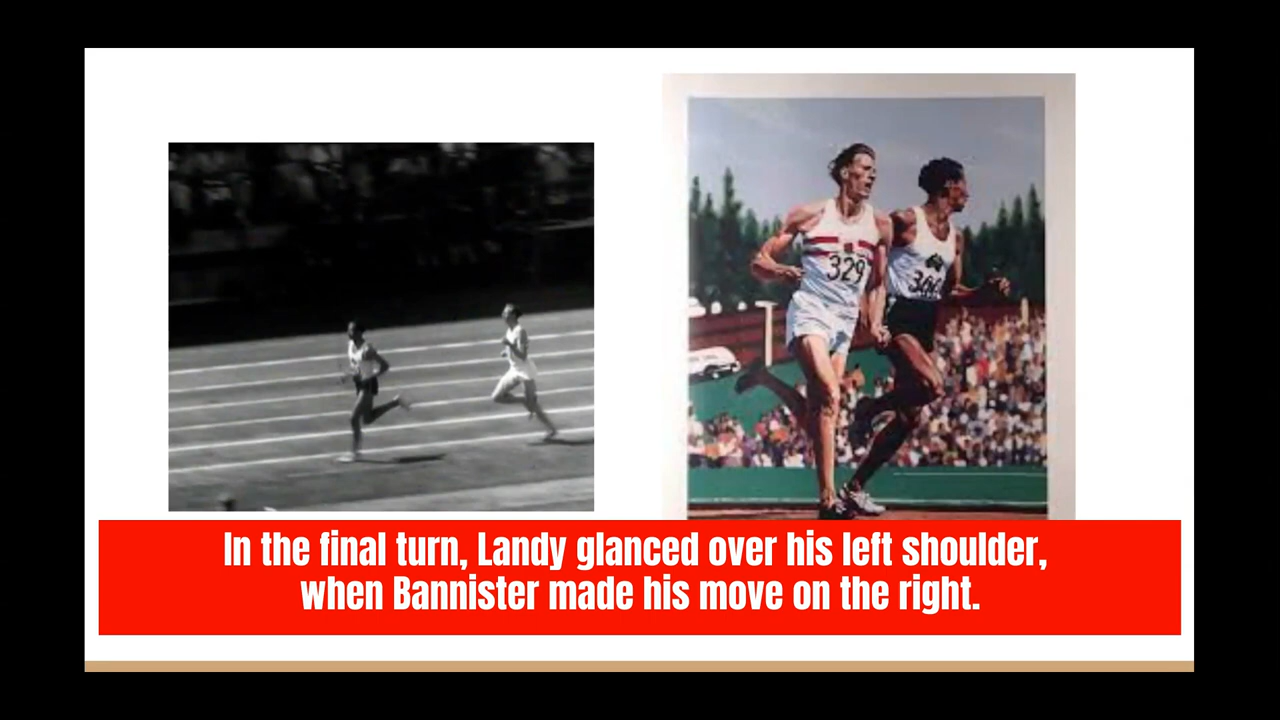 329
300
In the final turn, Landy glanced over his left shoulder,
when Bannister made his move on the right.